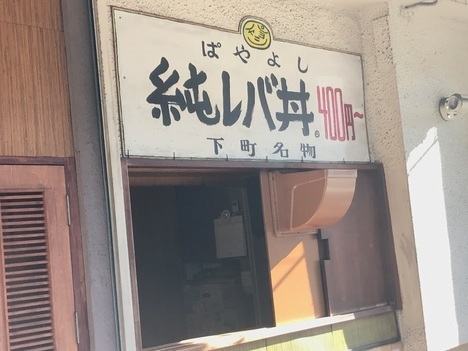 ぱやよし
純レバ丼 400円~
下町名物